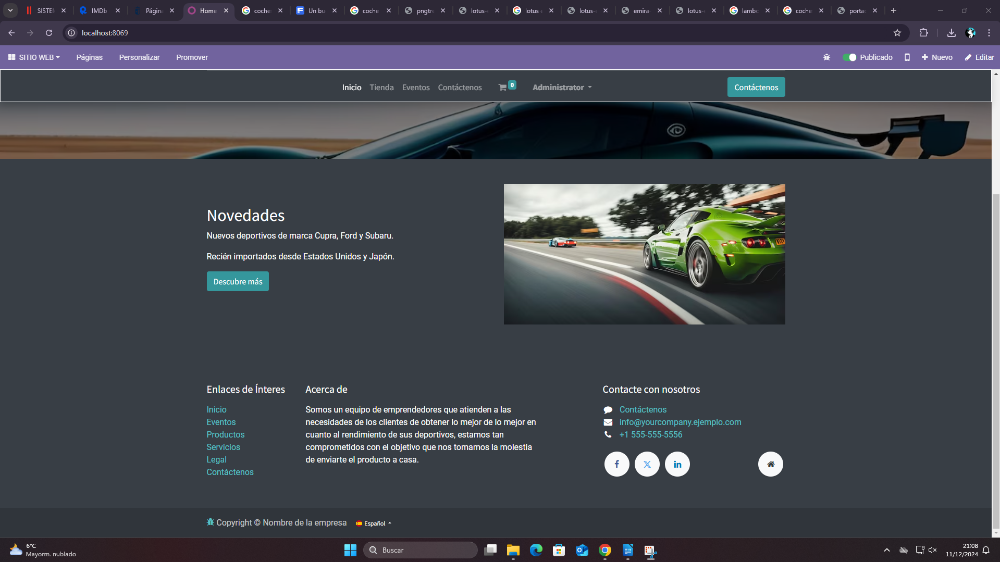 SISTE
IMDb
Página
Home
coche
Un bu
coche
pngtre
lotus-
lotus e
lotus-
emira-
lotus-
lambo
coche
porta
localhost:8069
SITIO WEB
Páginas
Personalizar
Promover
Publicado
Nuevo
Editar
Inicio
Tienda
Eventos
Contáctenos
0
Administrator
Contáctenos
Novedades
Nuevos deportivos de marca Cupra, Ford y Subaru.
Recién importados desde Estados Unidos y Japón.
Descubre más
Enlaces de Ínteres
Inicio
Eventos
Productos
Servicios
Legal
Contáctenos
Acerca de
Somos un equipo de emprendedores que atienden a las
necesidades de los clientes de obtener lo mejor de lo mejor en
cuanto al rendimiento de sus deportivos, estamos tan
comprometidos con el objetivo que nos tomamos la molestia
de enviarte el producto a casa.
Contacte con nosotros
Contáctenos
info@yourcompany.ejemplo.com
+1 555-555-5556
Copyright © Nombre de la empresa
Español
6°C
Mayorm. nublado
Buscar
21:08
11/12/2024